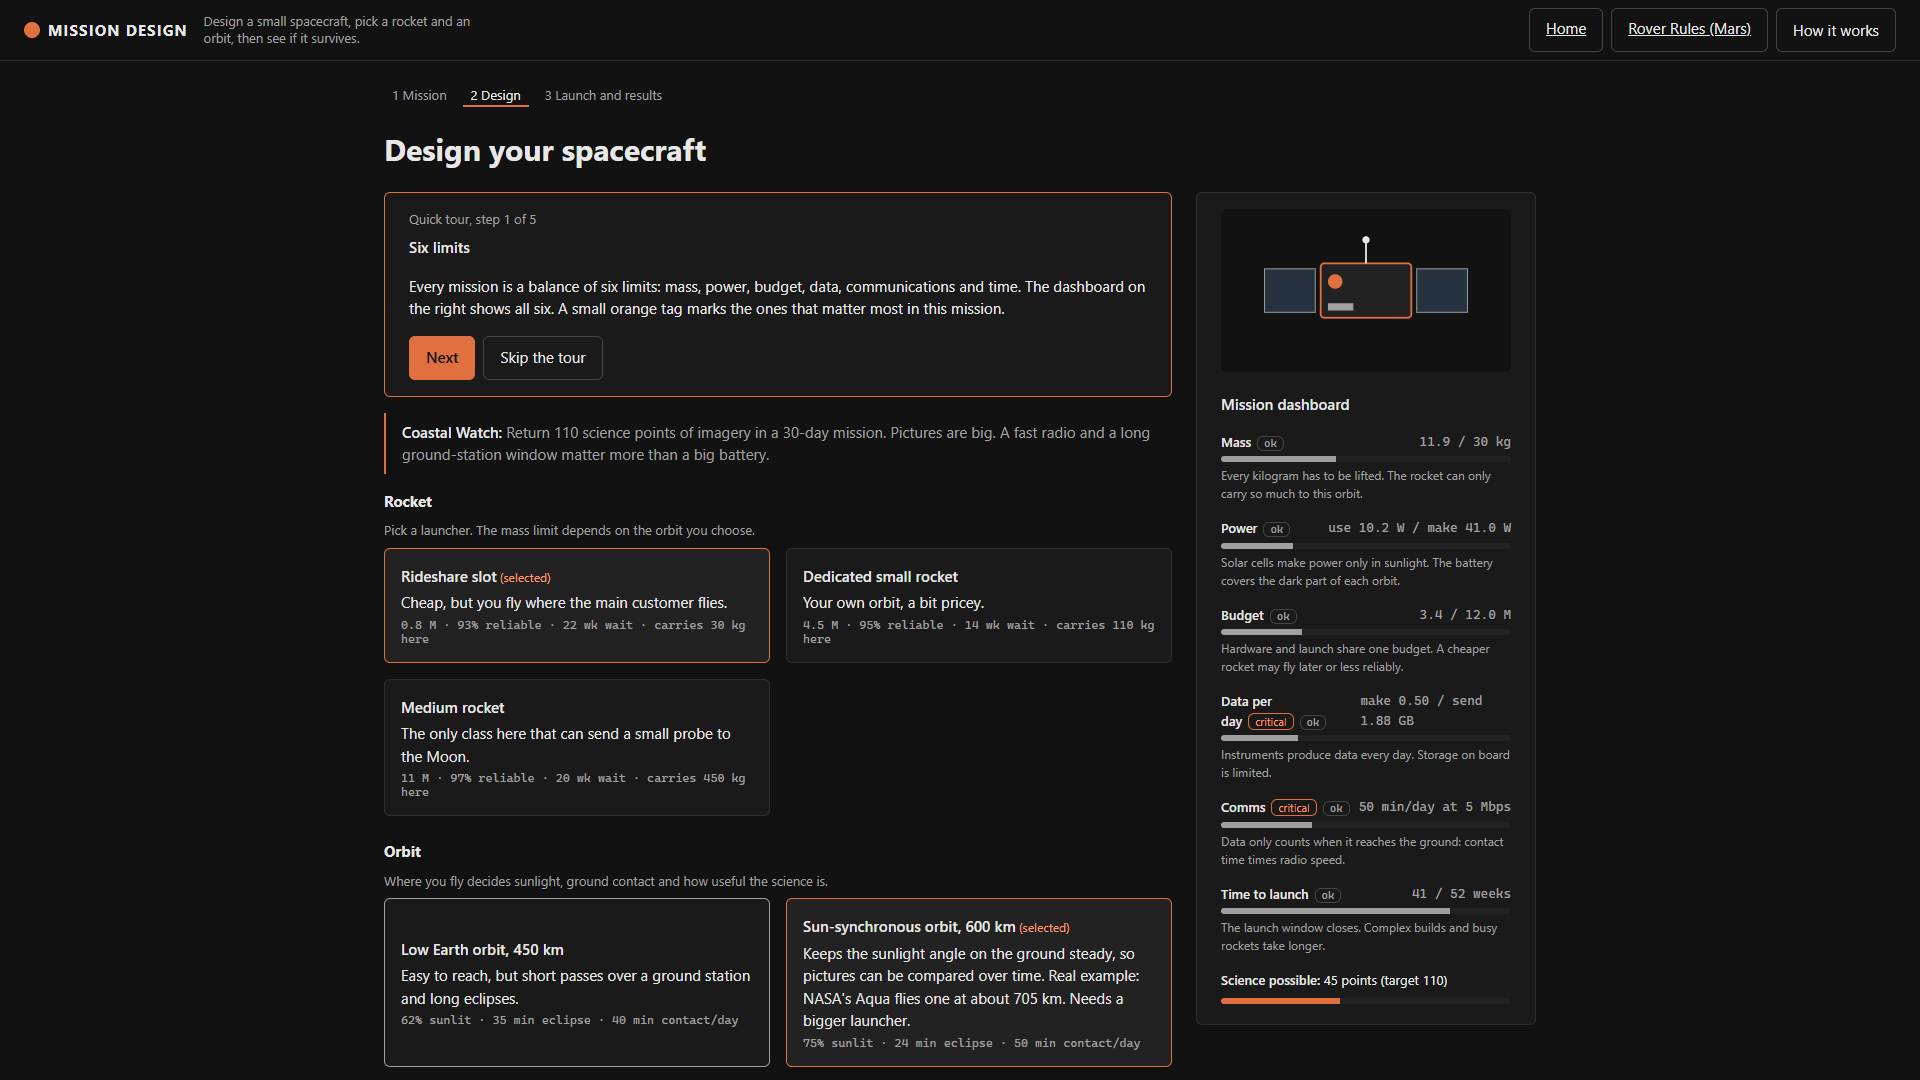 MISSION DESIGN
Design a small spacecraft, pick a rocket and an
orbit, then see if it survives.
Home
Rover Rules (Mars)
How it works
1 Mission
2 Design
3 Launch and results
Design your spacecraft
Quick tour, step 1 of 5
Six limits
Every mission is a balance of six limits: mass, power, budget, data, communications and time. The dashboard on
the right shows all six. A small orange tag marks the ones that matter most in this mission.
Next
Skip the tour
Coastal Watch: Return 110 science points of imagery in a 30-day mission. Pictures are big. A fast radio and a long
ground-station window matter more than a big battery.
Rocket
Pick a launcher. The mass limit depends on the orbit you choose.
Rideshare slot (selected)
Cheap, but you fly where the main customer flies.
0.8 M · 93% reliable · 22 wk wait · carries 30 kg
here
Dedicated small rocket
Your own orbit, a bit pricey.
4.5 M · 95% reliable · 14 wk wait · carries 110 kg
here
Medium rocket
The only class here that can send a small probe to
the Moon.
11 M · 97% reliable · 20 wk wait · carries 450 kg
here
Orbit
Where you fly decides sunlight, ground contact and how useful the science is.
Low Earth orbit, 450 km
Easy to reach, but short passes over a ground station
and long eclipses.
62% sunlit · 35 min eclipse · 40 min contact/day
Sun-synchronous orbit, 600 km (selected)
Keeps the sunlight angle on the ground steady, so
pictures can be compared over time. Real example:
NASA's Aqua flies one at about 705 km. Needs a
bigger launcher.
75% sunlit · 24 min eclipse · 50 min contact/day
Mission dashboard
Mass ok 11.9 / 30 kg
Every kilogram has to be lifted. The rocket can only
carry so much to this orbit.
Power ok use 10.2 W / make 41.0 W
Solar cells make power only in sunlight. The battery
covers the dark part of each orbit.
Budget ok 3.4 / 12.0 M
Hardware and launch share one budget. A cheaper
rocket may fly later or less reliably.
Data per
day critical ok
make 0.50 / send
1.88 GB
Instruments produce data every day. Storage on board
is limited.
Comms critical ok 50 min/day at 5 Mbps
Data only counts when it reaches the ground: contact
time times radio speed.
Time to launch ok 41 / 52 weeks
The launch window closes. Complex builds and busy
rockets take longer.
Science possible: 45 points (target 110)